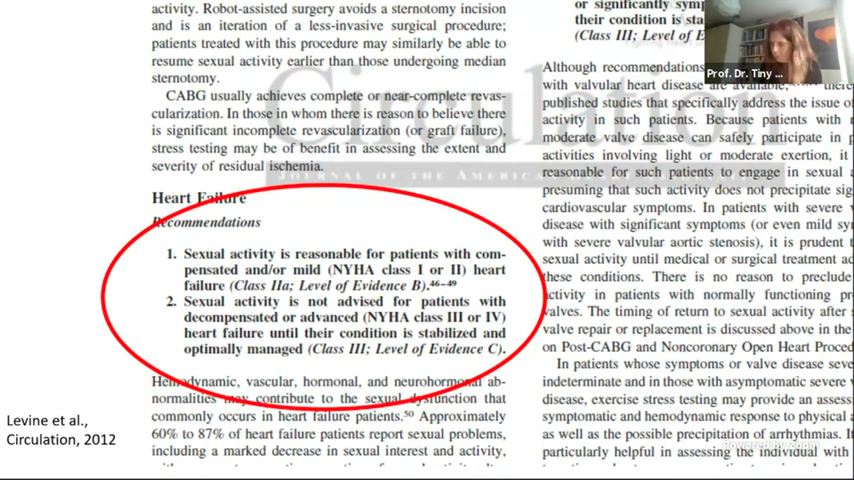 activity. Robot-assisted surgery avoids a sternotomy incision
and is an iteration of a less-invasive surgical procedure;
patients treated with this procedure may similarly be able to
resume sexual activity earlier than those undergoing median
sternotomy.
CABG usually achieves complete or near-complete revas-
cularization. In those in whom there is reason to believe there
is significant incomplete revascularization (or graft failure),
stress testing may be of benefit in assessing the extent and
severity of residual ischemia.
Heart Failure
Recommendations
1. Sexual activity is reasonable for patients with com-
pensated and/or mild (NYHA class I or II) heart
failure (Class IIa; Level of Evidence B).46–49
2. Sexual activity is not advised for patients with
decompensated or advanced (NYHA class III or IV)
heart failure until their condition is stabilized and
optimally managed (Class III; Level of Evidence C).
Hemodynamic, vascular, hormonal, and neurohormonal ab-
normalities may contribute to the sexual dysfunction that
commonly occurs in heart failure patients.50 Approximately
60% to 87% of heart failure patients report sexual problems,
including a marked decrease in sexual interest and activity,
or significantly
their condition is
(Class III; Level of
Although recommendations
with valvular heart disease are available,
published studies that specifically address the issue of
activity in such patients. Because patients with
moderate valve disease can safely participate in
activities involving light or moderate exertion, it
reasonable for such patients to engage in sexual
presuming that such activity does not precipitate
cardiovascular symptoms. In patients with severe
disease with significant symptoms (or even mild
with severe valvular aortic stenosis), it is prudent
sexual activity until medical or surgical treatment
these conditions. There is no reason to preclude
activity in patients with normally functioning
valves. The timing of return to sexual activity after
valve repair or replacement is discussed above in the
on Post-CABG and Noncoronary Open Heart
In patients whose symptoms or valve disease
indeterminate and in those with asymptomatic severe
disease, exercise stress testing may provide an
symptomatic and hemodynamic response to physical
as well as the possible precipitation of arrhythmias.
particularly helpful in assessing the individual with
Circulation
JOURNAL OF THE AMERICAN
Prof. Dr. Tiny ...
Levine et al.,
Circulation, 2012
Powered by Zoom